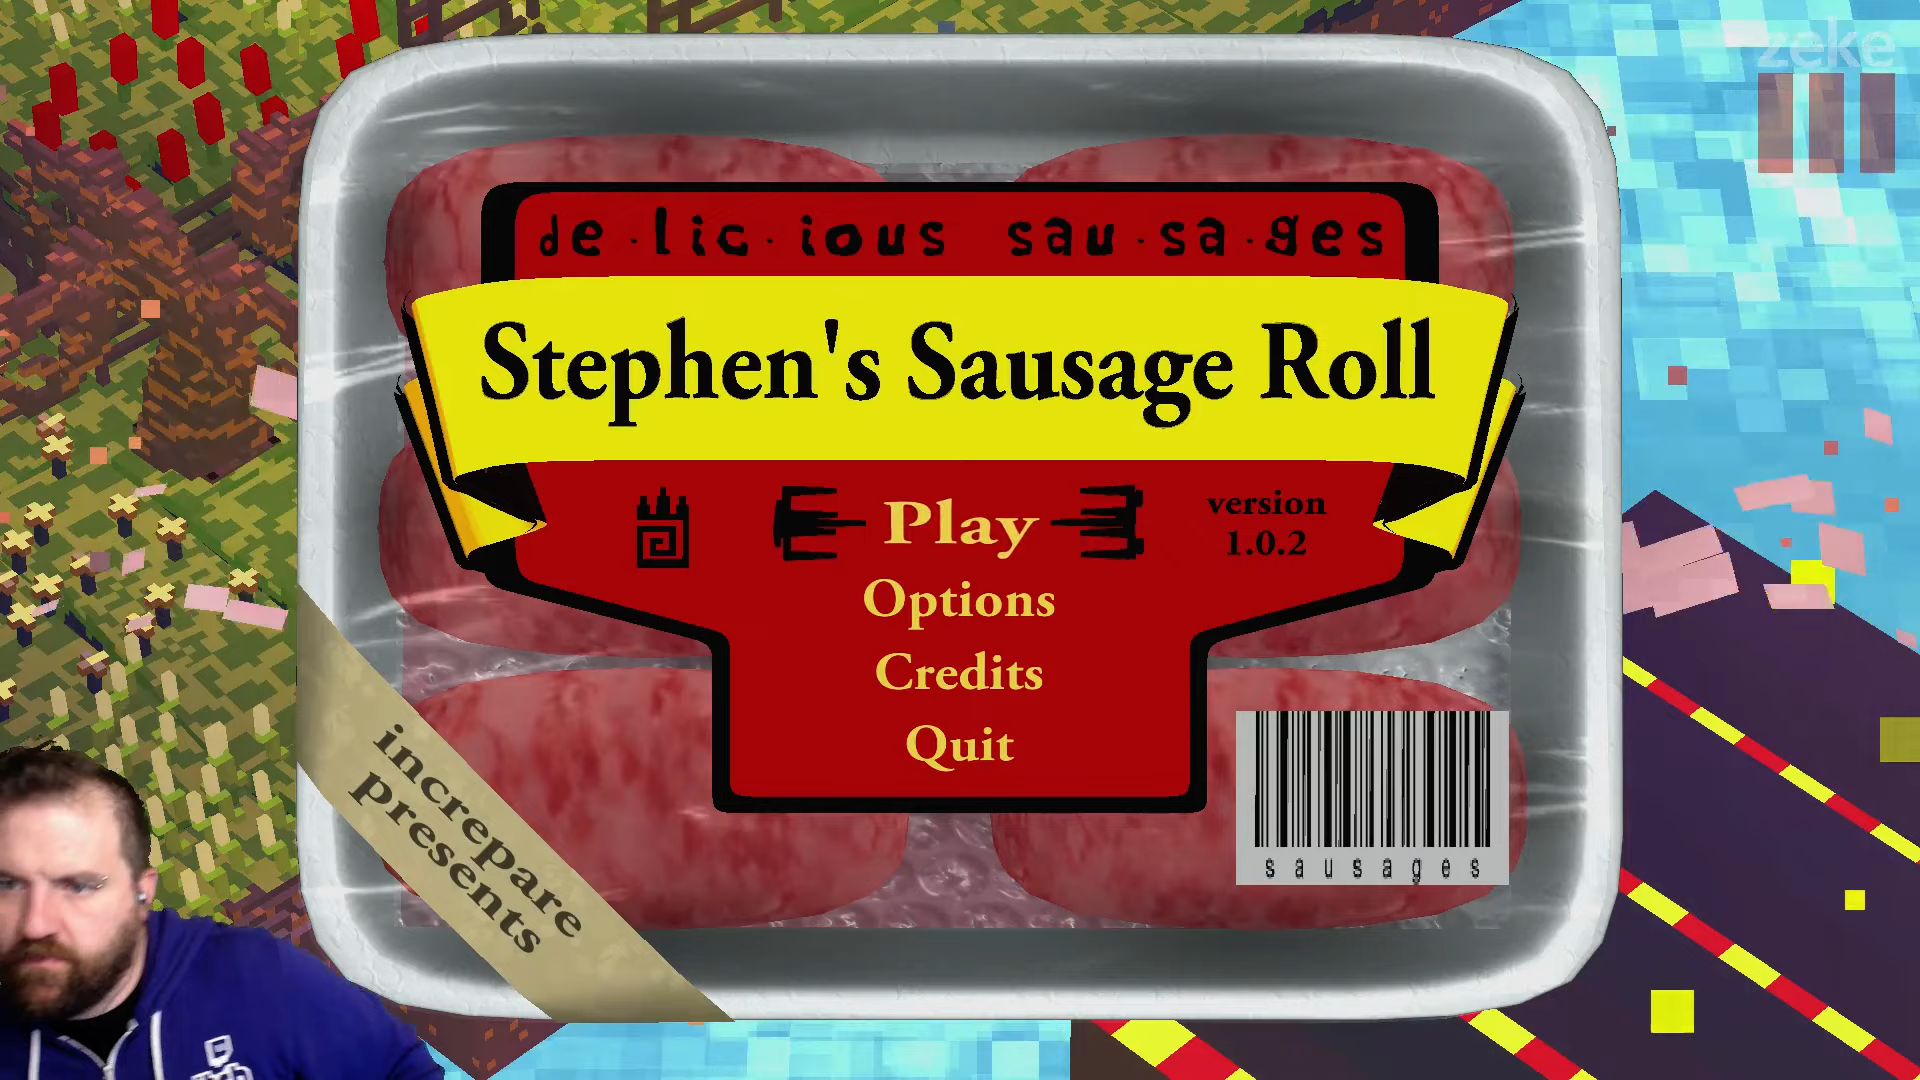 zeke
de·lic·ious sau·sa·ges
Stephen's Sausage Roll
Play
version
1.0.2
Options
Credits
Quit
increpare
presents
sausages